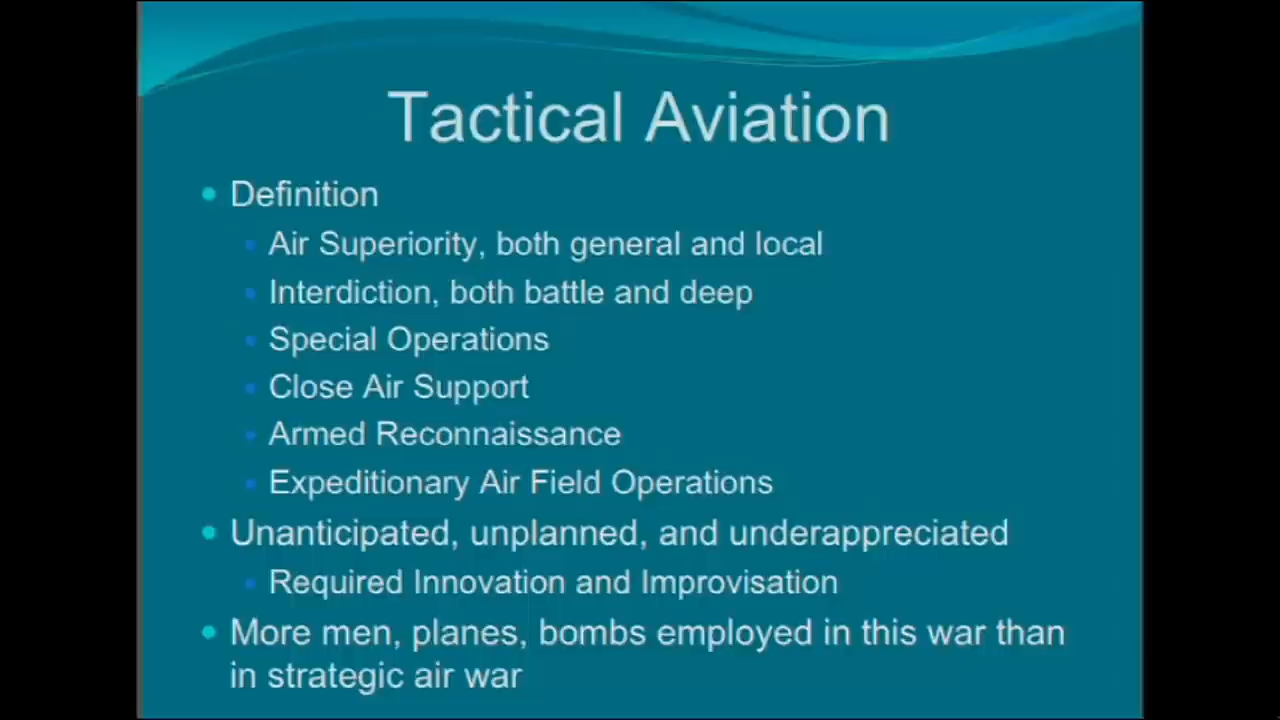 Tactical Aviation
Definition
Air Superiority, both general and local
Interdiction, both battle and deep
Special Operations
Close Air Support
Armed Reconnaissance
Expeditionary Air Field Operations
Unanticipated, unplanned, and underappreciated
Required Innovation and Improvisation
More men, planes, bombs employed in this war than
in strategic air war